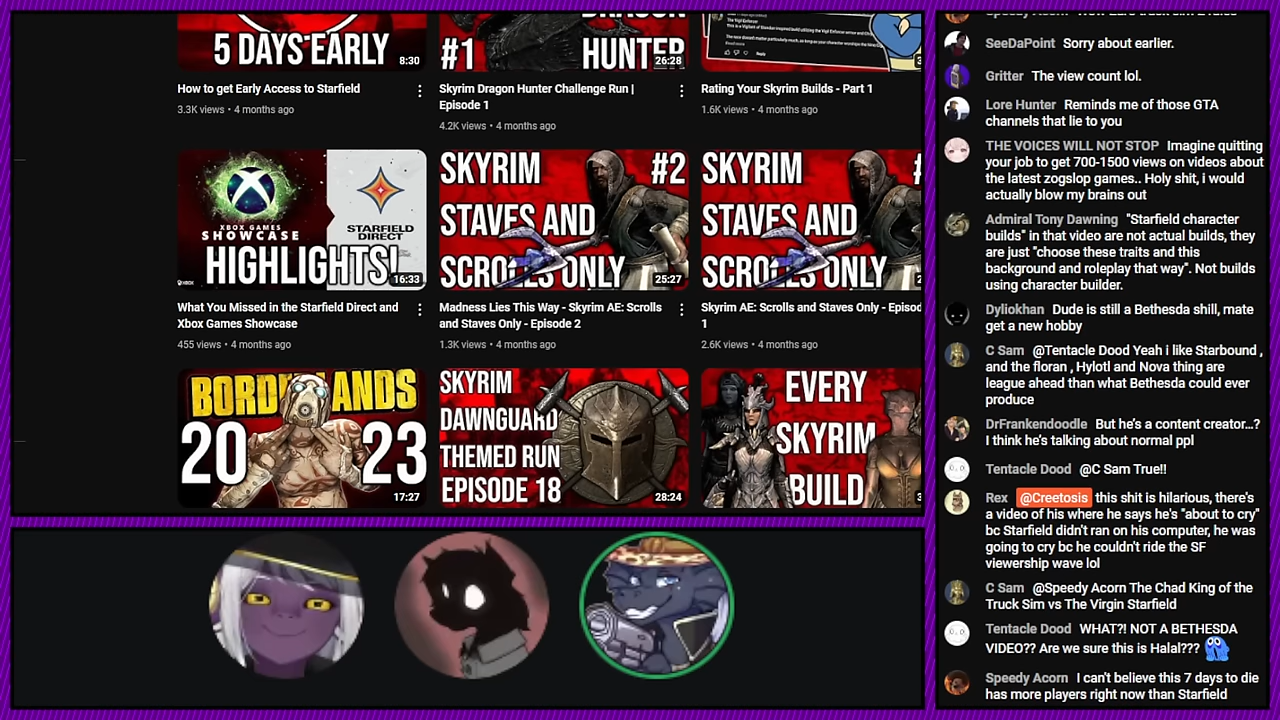 5 DAYS EARLY
8:30
How to get Early Access to Starfield
3.3K views • 4 months ago
DRAGON
#1
HUNTER
26:28
Skyrim Dragon Hunter Challenge Run |
Episode 1
4.2K views • 4 months ago
Rating Your Skyrim Builds - Part 1
1.6K views • 4 months ago
XBOX GAMES
SHOWCASE
STARFIELD
DIRECT
HIGHLIGHTS!
16:33
What You Missed in the Starfield Direct and
Xbox Games Showcase
455 views • 4 months ago
SKYRIM #2
STAVES AND
SCROLLS ONLY
25:27
Madness Lies This Way - Skyrim AE: Scrolls
and Staves Only - Episode 2
1.3K views • 4 months ago
SKYRIM
STAVES AND
SCROLLS ONLY
Skyrim AE: Scrolls and Staves Only - Episod
1
2.6K views • 4 months ago
BORDERLANDS
20 23
17:27
SKYRIM
DAWNGUARD
THEMED RUN
EPISODE 18
28:24
EVERY
SKYRIM
BUILD
SeeDaPoint Sorry about earlier.
Gritter The view count lol.
Lore Hunter Reminds me of those GTA
channels that lie to you
THE VOICES WILL NOT STOP Imagine quitting
your job to get 700-1500 views on videos about
the latest zogslop games.. Holy shit, i would
actually blow my brains out
Admiral Tony Dawning "Starfield character
builds" in that video are not actual builds, they
are just "choose these traits and this
background and roleplay that way". Not builds
using character builder.
Dyliokhan Dude is still a Bethesda shill, mate
get a new hobby
C Sam @Tentacle Dood Yeah i like Starbound ,
and the floran , Hylotl and Nova thing are
league ahead than what Bethesda could ever
produce
DrFrankendoodle But he's a content creator...?
I think he's talking about normal ppl
Tentacle Dood @C Sam True!!
Rex @Creetosis this shit is hilarious, there's
a video of his where he says he's "about to cry"
bc Starfield didn't ran on his computer, he was
going to cry bc he couldn't ride the SF
viewership wave lol
C Sam @Speedy Acorn The Chad King of the
Truck Sim vs The Virgin Starfield
Tentacle Dood WHAT?! NOT A BETHESDA
VIDEO?? Are we sure this is Halal???
Speedy Acorn I can't believe this 7 days to die
has more players right now than Starfield